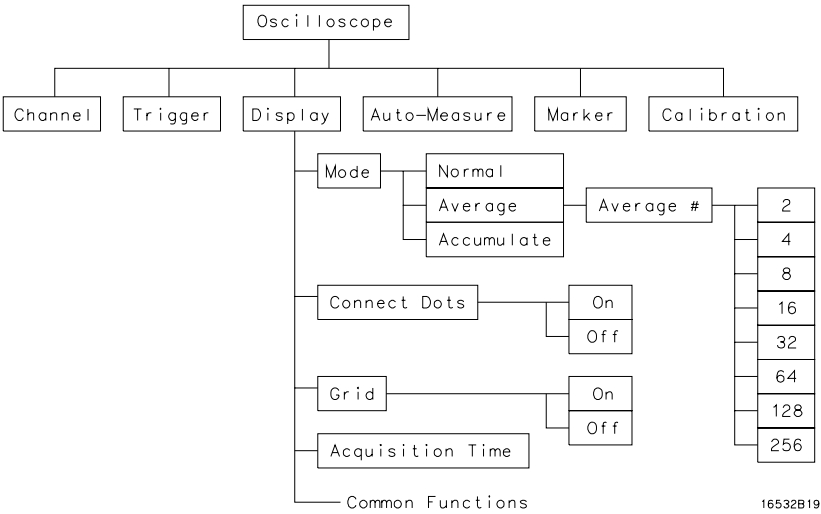 Oscilloscope
Channel
Trigger
Display
Auto-Measure
Marker
Calibration
Mode
Normal
Average
Accumulate
Average #
2
4
8
16
32
64
128
256
Connect Dots
On
Off
Grid
On
Off
Acquisition Time
Common Functions
16532B19